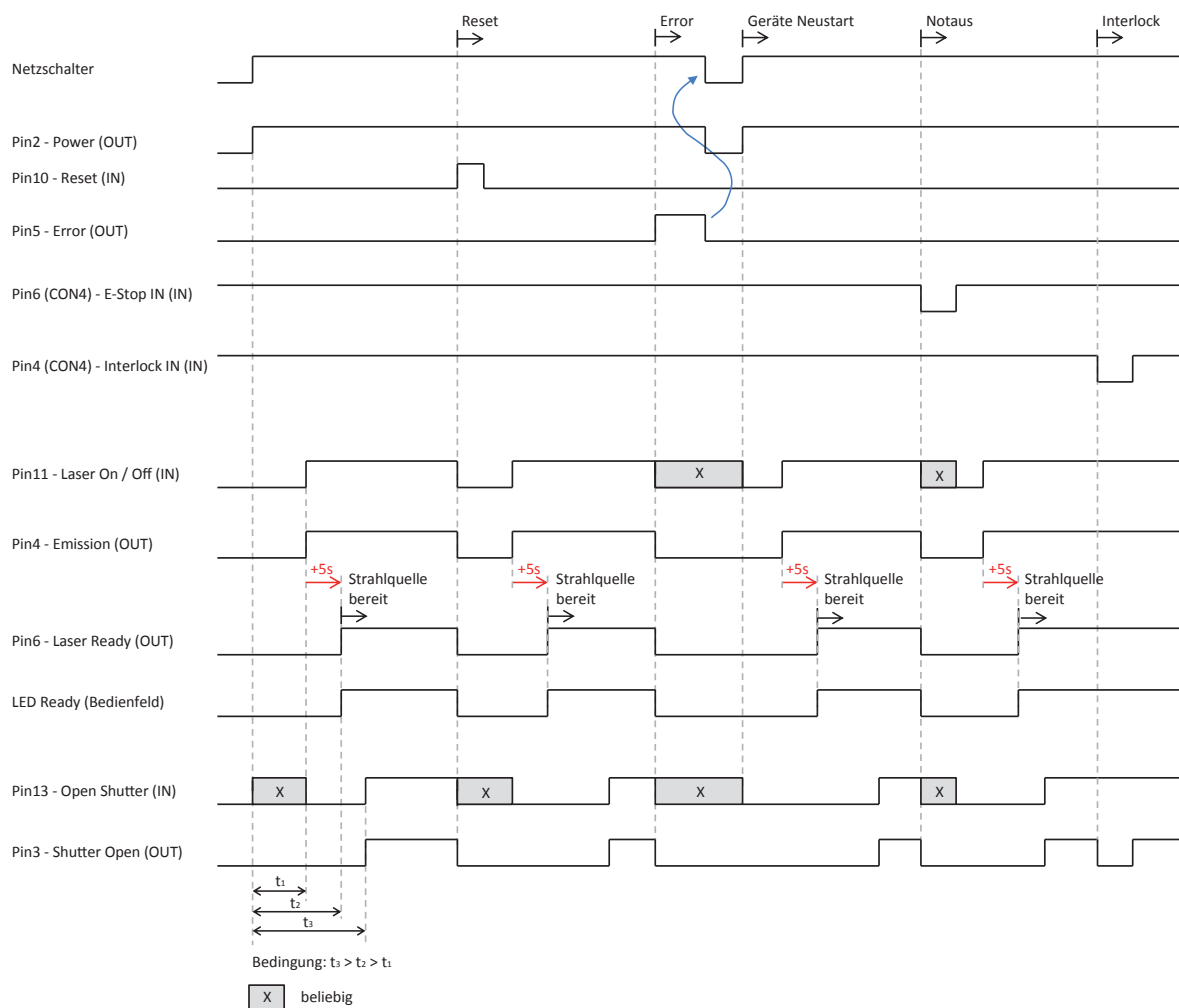 Reset Error Geräte Neustart Notaus Interlock
Netzschalter
Pin2 - Power (OUT)
Pin10 - Reset (IN)
Pin5 - Error (OUT)
Pin6 (CON4) - E-Stop IN (IN)
Pin4 (CON4) - Interlock IN (IN)
Pin11 - Laser On / Off (IN) X X
Pin4 - Emission (OUT)
+5s Strahlquelle bereit +5s Strahlquelle bereit +5s Strahlquelle bereit +5s Strahlquelle bereit
Pin6 - Laser Ready (OUT)
LED Ready (Bedienfeld)
Pin13 - Open Shutter (IN) X X X X
Pin3 - Shutter Open (OUT)
t₁
t₂
t₃
Bedingung: t₃ > t₂ > t₁
X beliebig